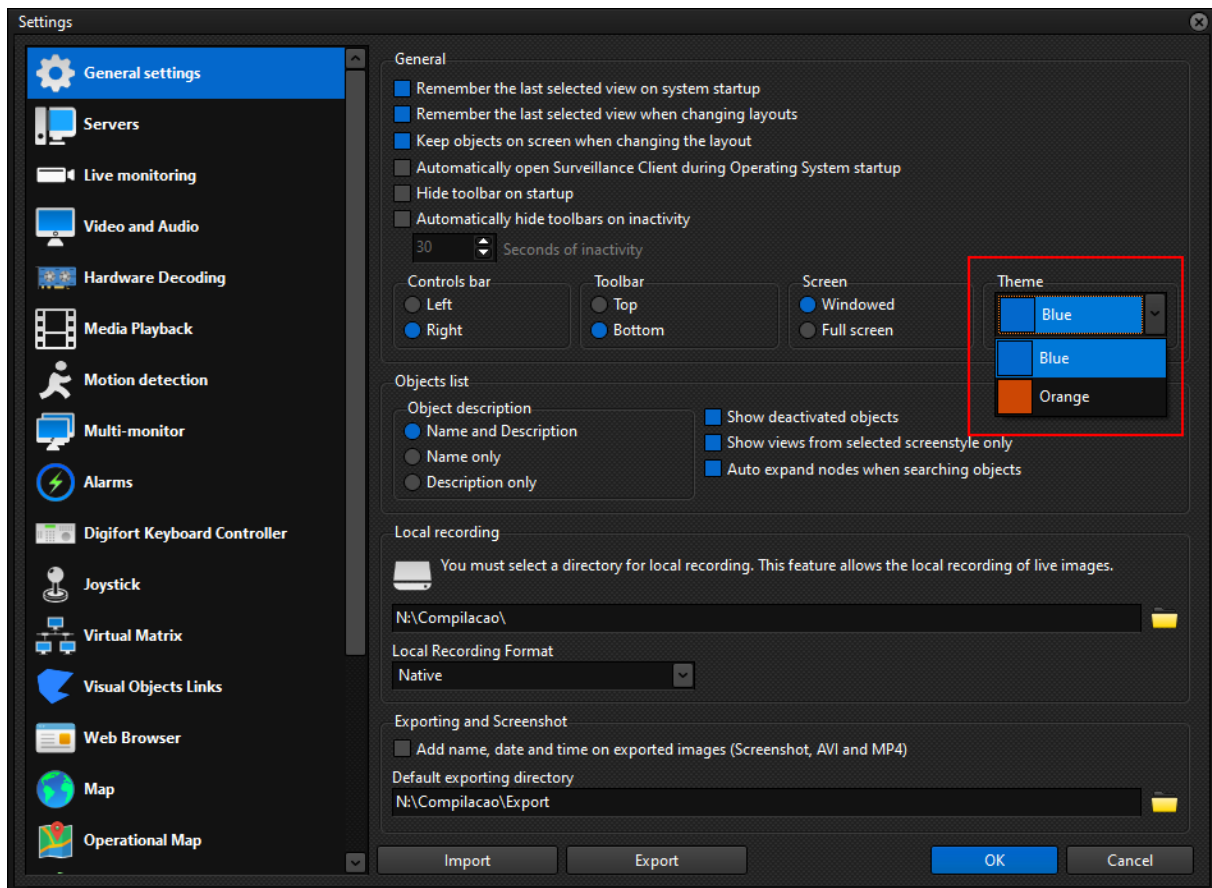 Settings
General settings
Servers
Live monitoring
Video and Audio
Hardware Decoding
Media Playback
Motion detection
Multi-monitor
Alarms
Digifort Keyboard Controller
Joystick
Virtual Matrix
Visual Objects Links
Web Browser
Map
Operational Map
General
Remember the last selected view on system startup
Remember the last selected view when changing layouts
Keep objects on screen when changing the layout
Automatically open Surveillance Client during Operating System startup
Hide toolbar on startup
Automatically hide toolbars on inactivity
30 Seconds of inactivity
Controls bar
Left
Right
Toolbar
Top
Bottom
Screen
Windowed
Full screen
Theme
Blue
Blue
Orange
Objects list
Object description
Name and Description
Name only
Description only
Show deactivated objects
Show views from selected screenstyle only
Auto expand nodes when searching objects
Local recording
You must select a directory for local recording. This feature allows the local recording of live images.
N:\Compilacao\
Local Recording Format
Native
Exporting and Screenshot
Add name, date and time on exported images (Screenshot, AVI and MP4)
Default exporting directory
N:\Compilacao\Export
Import
Export
OK
Cancel